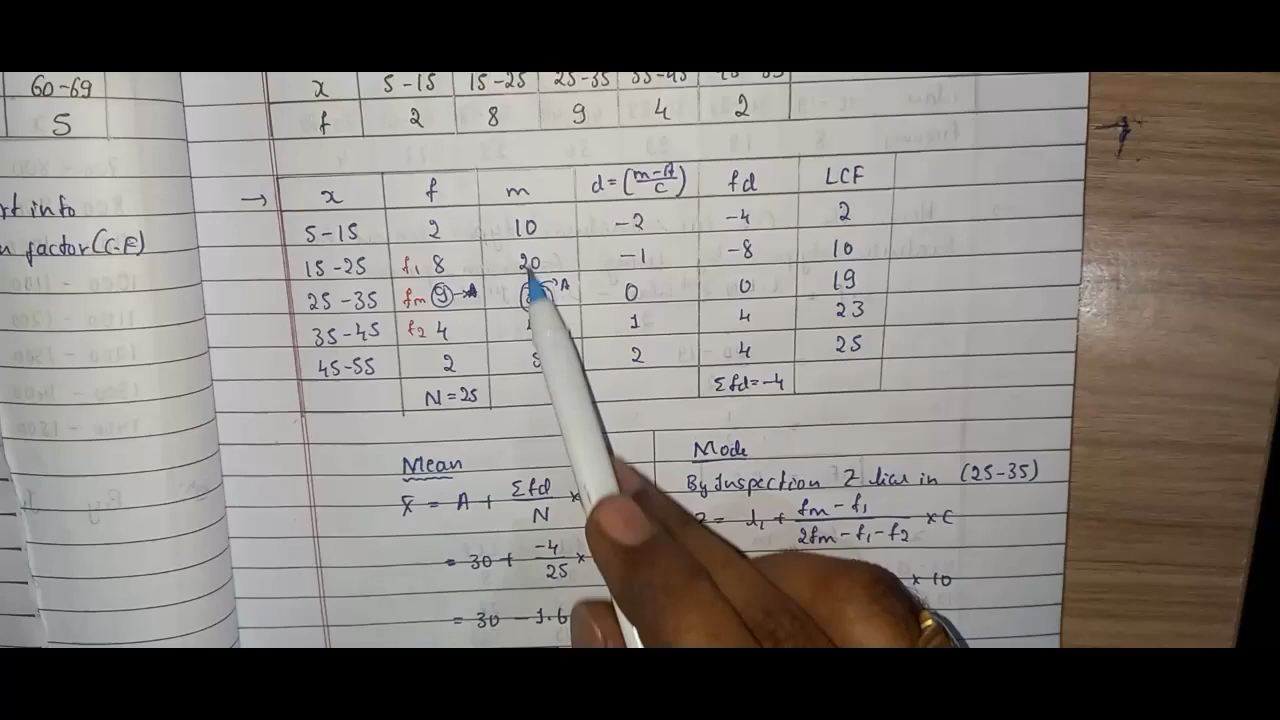 60-69
5
rt info
n factor (C.F)
x 5-15 15-25 25-35 35-45
f 2 8 9 4 2
→ x f m d = (m-A/C) fd LCF
5-15 2 10 -2 -4 2
15-25 f1 8 20 -1 -8 10
25-35 fm 9 → A A 0 0 19
35-45 f2 4 1 4 23
45-55 2 5 2 4 25
N = 25 Σfd = -4
Mean
x̄ = A + Σfd/N ×
= 30 + -4/25 ×
= 30 - 1.6
Mode
By Inspection Z lies in (25-35)
= l1 + fm - f1/2fm - f1 - f2 × C
× 10